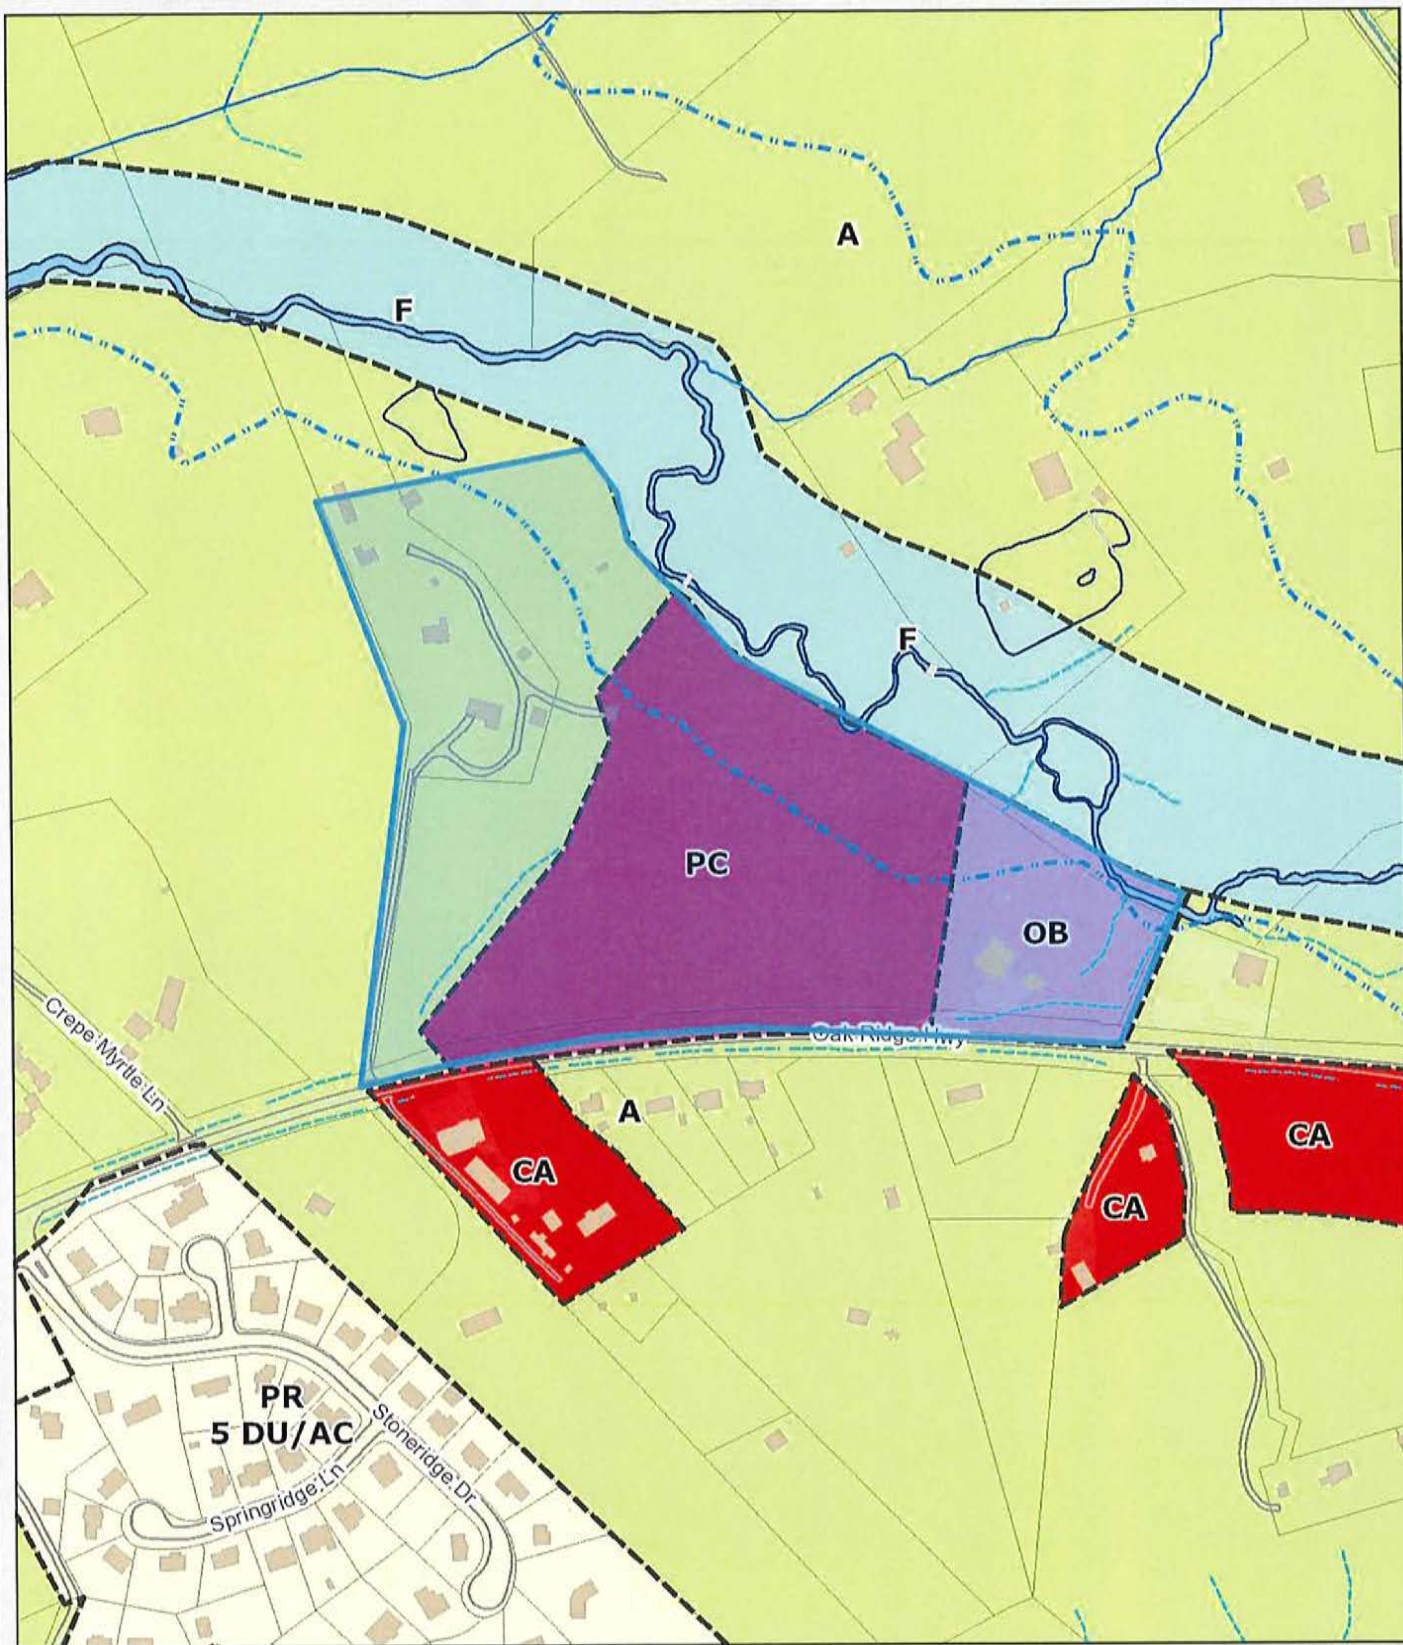 A
F
F
PC
OB
Oak Ridge Hwy
Crepe Myrtle Ln
A
CA
CA
CA
PR
5 DU/AC
Stoneridge Dr
Springridge Ln